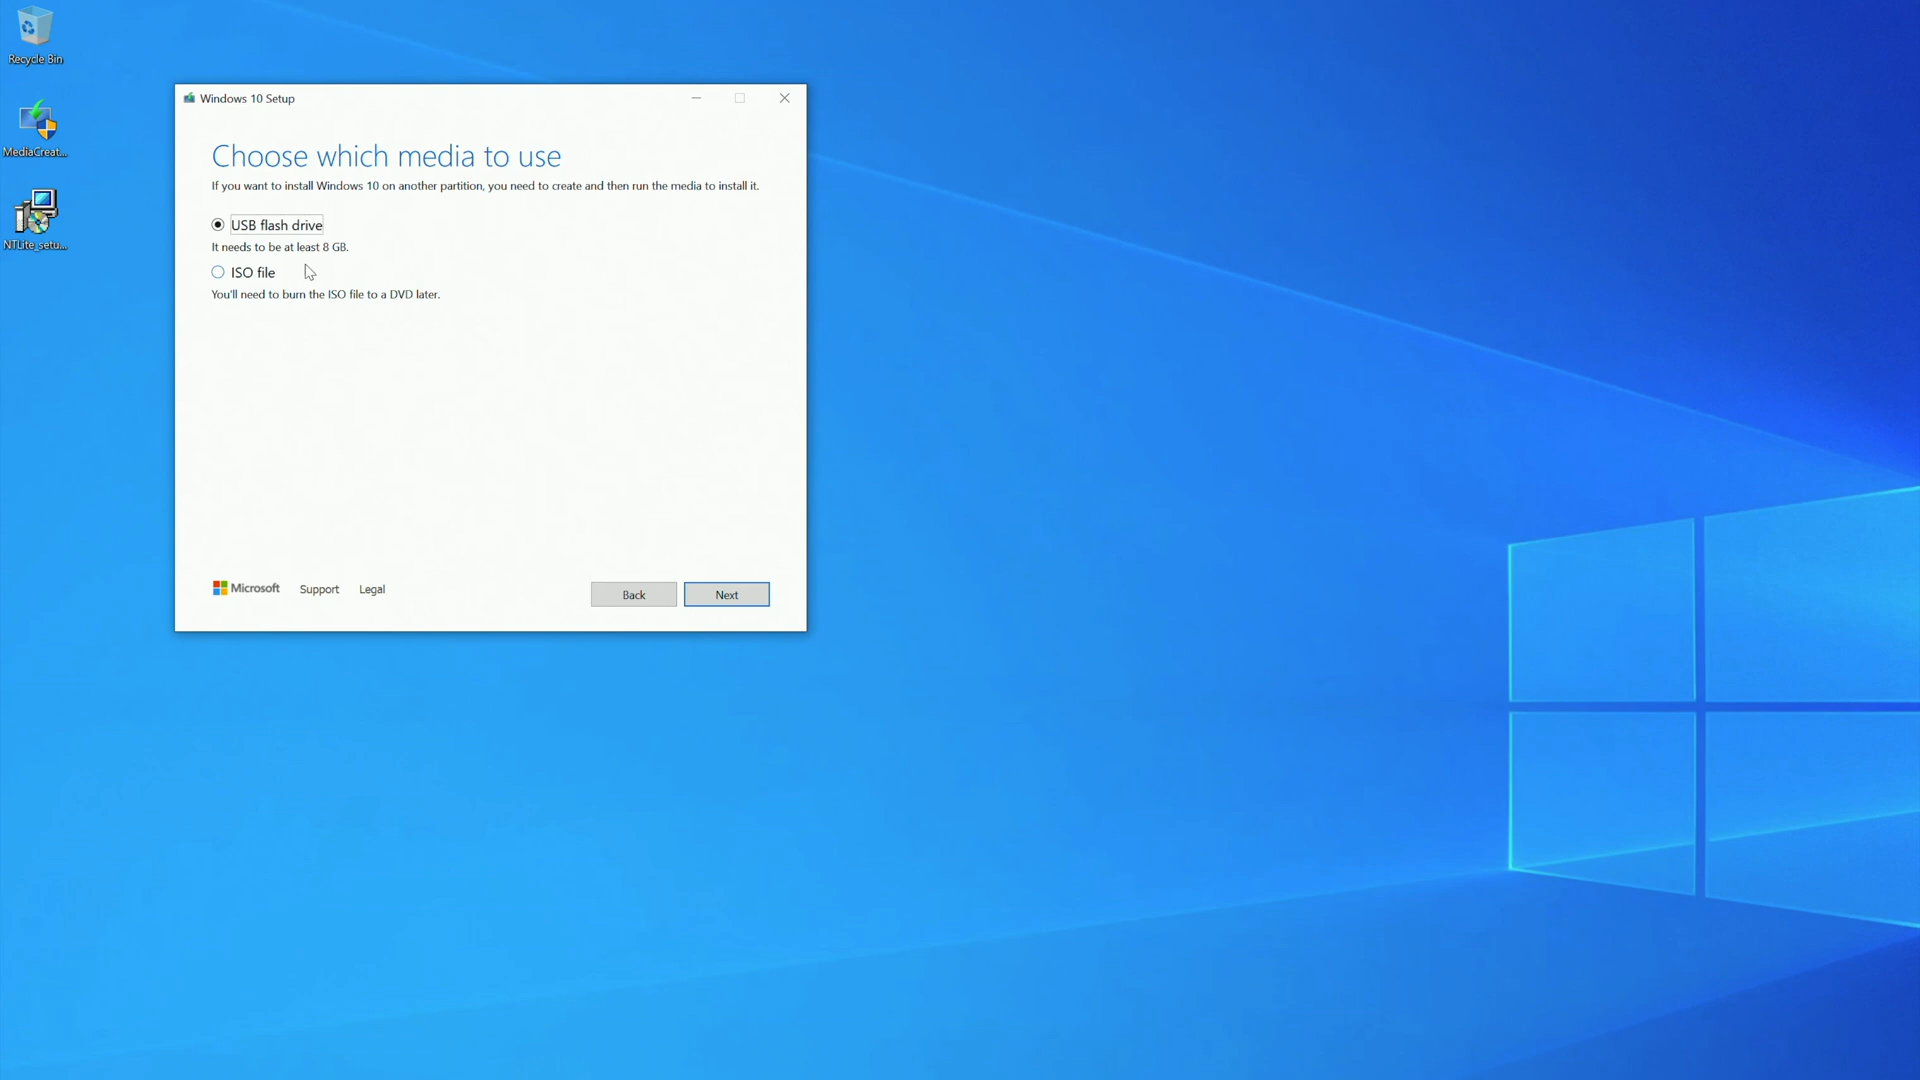 Recycle Bin
MediaCreat...
NTLite_setu...
Windows 10 Setup
Choose which media to use
If you want to install Windows 10 on another partition, you need to create and then run the media to install it.
USB flash drive
It needs to be at least 8 GB.
ISO file
You'll need to burn the ISO file to a DVD later.
Microsoft Support Legal
Back Next